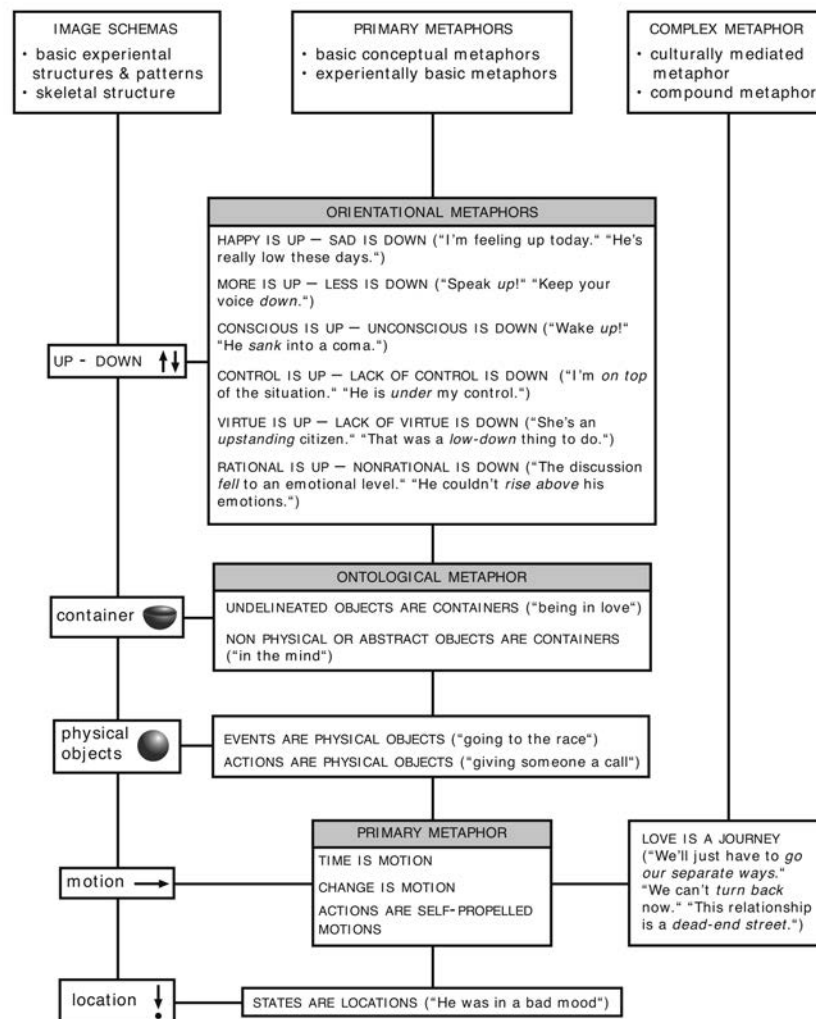 IMAGE SCHEMAS
• basic experiental
structures & patterns
• skeletal structure
PRIMARY METAPHORS
• basic conceptual metaphors
• experientially basic metaphors
COMPLEX METAPHOR
• culturally mediated
metaphor
• compound metaphor
ORIENTATIONAL METAPHORS
HAPPY IS UP — SAD IS DOWN (“I’m feeling up today.“ “He’s
really low these days.“)
MORE IS UP — LESS IS DOWN (“Speak up!“ “Keep your
voice down.“)
CONSCIOUS IS UP — UNCONSCIOUS IS DOWN (“Wake up!“
“He sank into a coma.“)
CONTROL IS UP — LACK OF CONTROL IS DOWN (“I’m on top
of the situation.“ “He is under my control.“)
VIRTUE IS UP — LACK OF VIRTUE IS DOWN (“She’s an
upstanding citizen.“ “That was a low-down thing to do.“)
RATIONAL IS UP — NONRATIONAL IS DOWN (“The discussion
fell to an emotional level.“ “He couldn’t rise above his
emotions.“)
UP - DOWN
ONTOLOGICAL METAPHOR
UNDELINEATED OBJECTS ARE CONTAINERS (“being in love“)
NON PHYSICAL OR ABSTRACT OBJECTS ARE CONTAINERS
(“in the mind“)
container
physical
objects
EVENTS ARE PHYSICAL OBJECTS (“going to the race“)
ACTIONS ARE PHYSICAL OBJECTS (“giving someone a call“)
PRIMARY METAPHOR
TIME IS MOTION
CHANGE IS MOTION
ACTIONS ARE SELF-PROPELLED
MOTIONS
motion
LOVE IS A JOURNEY
(“We’ll just have to go
our separate ways.“
“We can’t turn back
now.“ “This relationship
is a dead-end street.“)
location
STATES ARE LOCATIONS (“He was in a bad mood“)